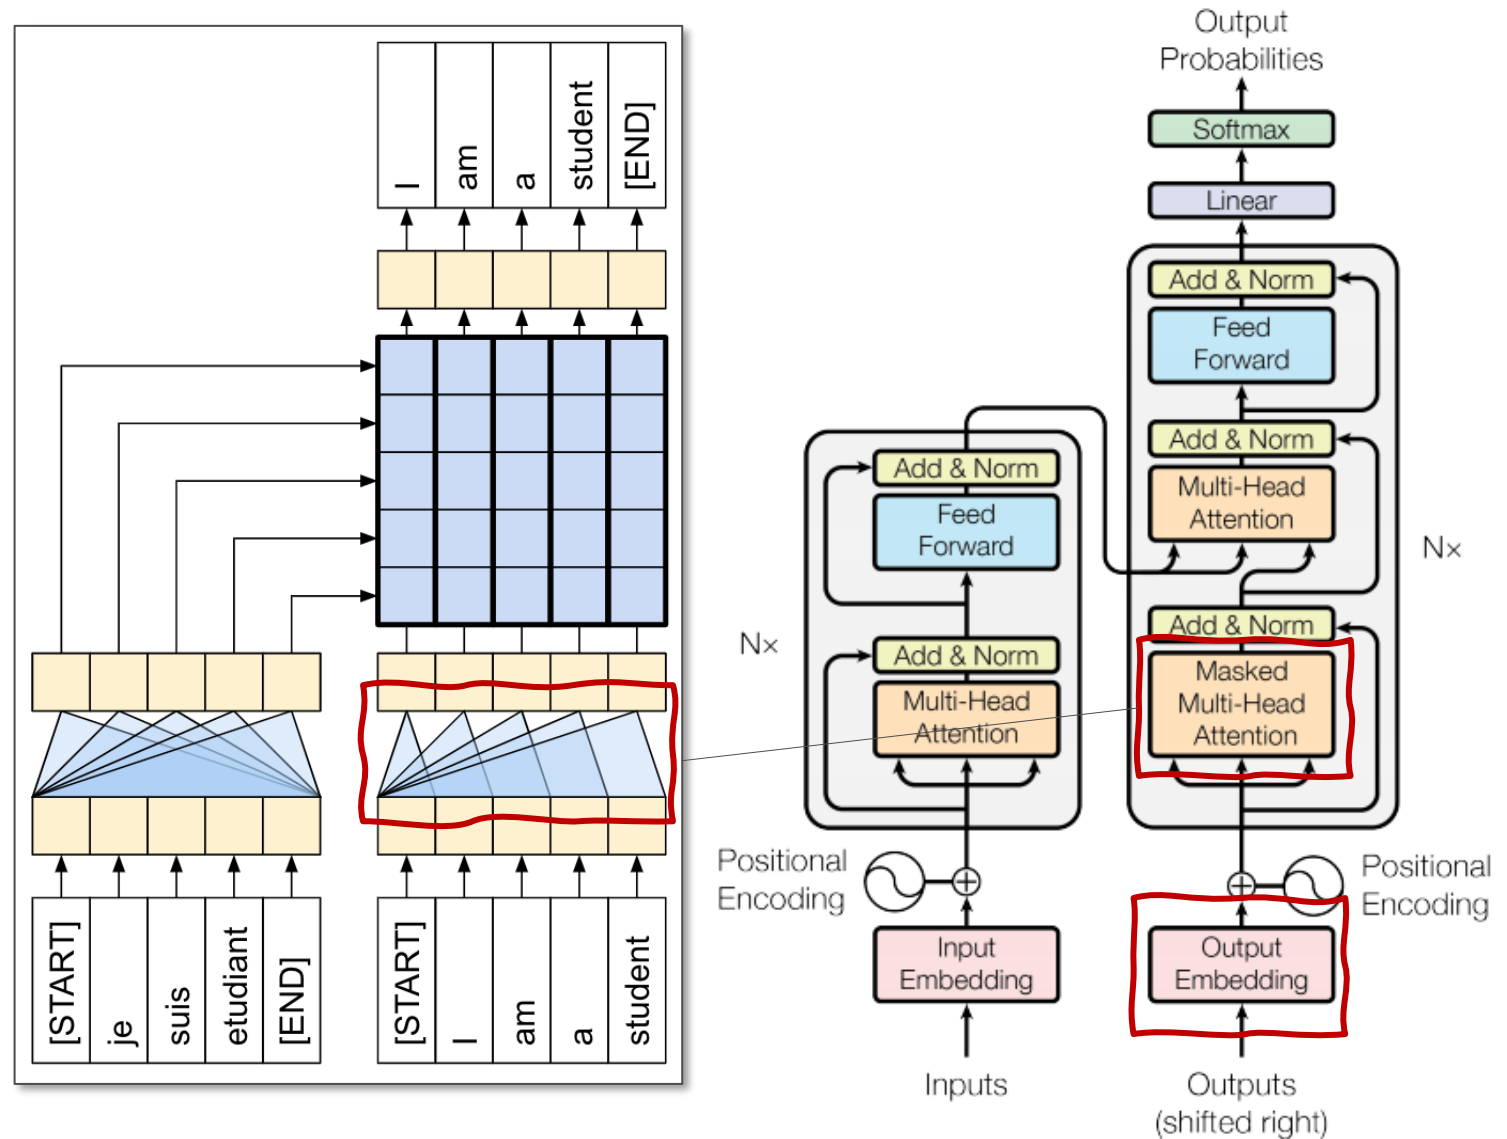 I
am
a
student
[END]
[START]
je
suis
etudiant
[END]
[START]
I
am
a
student
Output
Probabilities
Softmax
Linear
Add & Norm
Feed
Forward
Add & Norm
Multi-Head
Attention
Nx
Add & Norm
Masked
Multi-Head
Attention
Positional
Encoding
Output
Embedding
Outputs
(shifted right)
Add & Norm
Feed
Forward
Nx
Add & Norm
Multi-Head
Attention
Positional
Encoding
Input
Embedding
Inputs